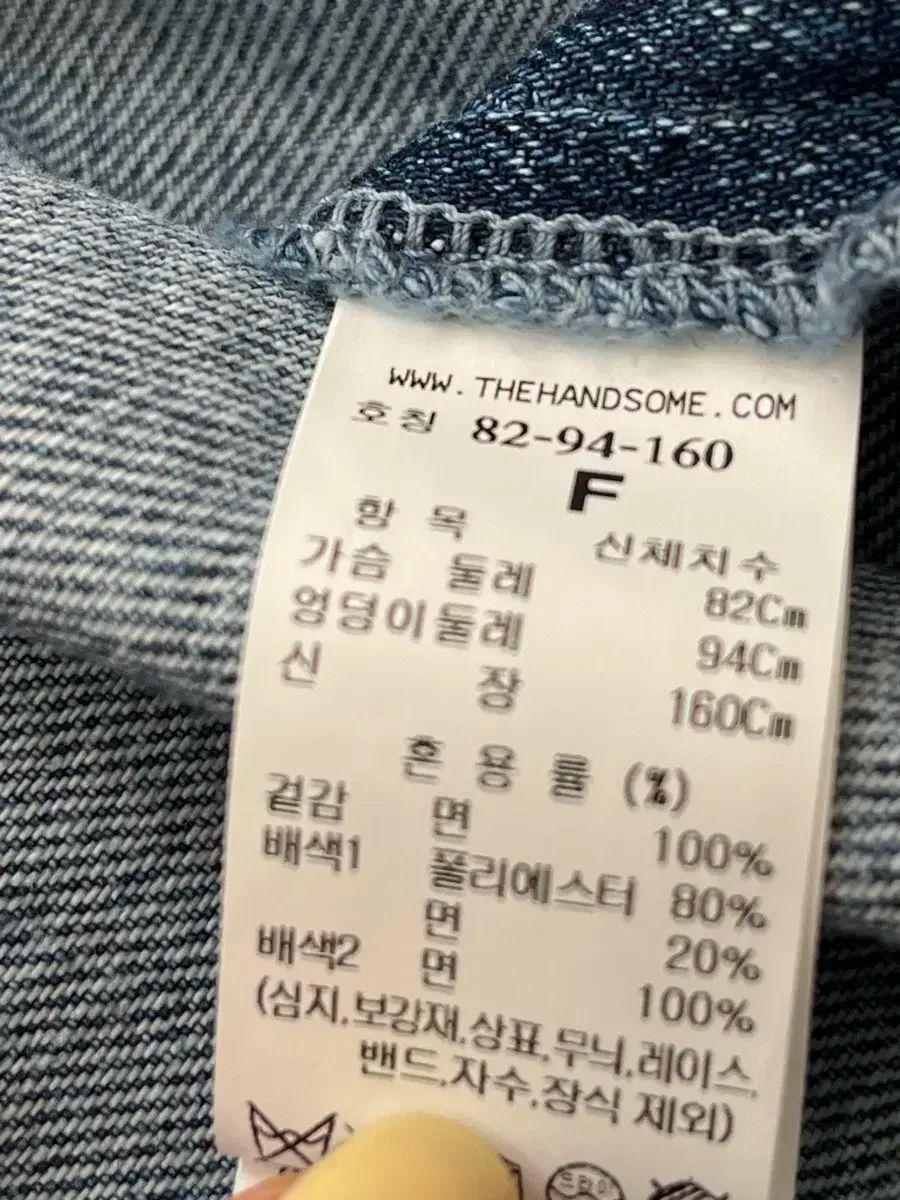 WWW.THEHANDSOME.COM
호칭 82-94-160
F
항 목 신체치수
가슴 둘레 82Cm
엉덩이둘레 94Cm
신 장 160Cm
혼 용 률 (%)
겉감 면 100%
배색1 폴리에스터 80%
면 20%
배색2 면 100%
(심지,보강재,상표,무늬,레이스,
밴드,자수,장식 제외)
드라이